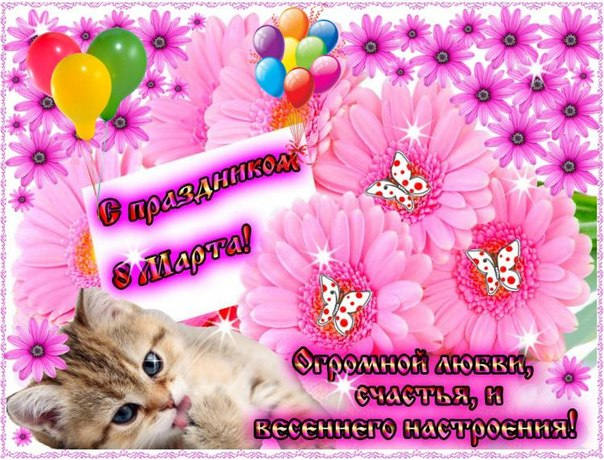 С праздником
8 Марта!
Огромной любви,
счастья, и
весеннего настроения!